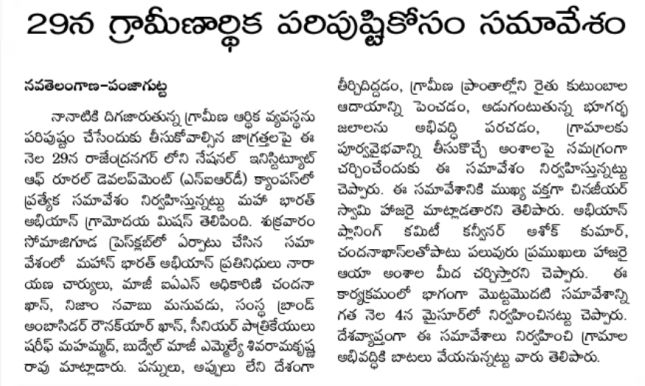 29న గ్రామీణార్థిక పరిపుష్టికోసం సమావేశం
నవతెలంగాణ-పంజాగుట్ట
నానాటికి దిగజారుతున్న గ్రామీణ ఆర్థిక వ్యవస్థను
పరిపుష్టం చేసేందుకు తీసుకోవాల్సిన జాగ్రత్తలపై ఈ
నెల 29న రాజేంద్రనగర్ లోని నేషనల్ ఇనిస్టిట్యూట్
ఆఫ్ రూరల్ డెవలప్‌మెంట్ (ఎన్ఐఆర్‌డీ) క్యాంపస్‌లో
ప్రత్యేక సమావేశం నిర్వహిస్తున్నట్టు మహా భారత్
అభియాన్ గ్రామోదయ మిషన్ తెలిపింది. శుక్రవారం
సోమాజిగూడ ప్రెస్‌క్లబ్‌లో ఏర్పాటు చేసిన సమా
వేశంలో మహాన్ భారత్ అభియాన్ ప్రతినిధులు నారా
యణ చార్యులు, మాజీ ఐఏఎస్ అధికారిణి చందనా
ఖాన్, నిజాం నవాబు మనువడు, సంస్థ బ్రాండ్
అంబాసిడర్ రౌనక్‌యార్ ఖాన్, సీనియర్ పాత్రికేయులు
షరీఫ్ మహమ్మద్, బుద్వేల్ మాజీ ఎమ్మెల్యే శివరామకృష్ణ
రావు మాట్లాడారు. పన్నులు, అప్పులు లేని దేశంగా
తీర్చిదిద్దడం, గ్రామీణ ప్రాంతాల్లోని రైతు కుటుంబాల
ఆదాయాన్ని పెంచడం, అడుగంటుతున్న భూగర్భ
జలాలను అభివద్ధి పరచడం, గ్రామాలకు
పూర్వవైభవాన్ని తీసుకొచ్చే అంశాలపై నమగ్రంగా
చర్చించేందుకు ఈ సమావేశం నిర్వహిస్తున్నట్టు
చెప్పారు. ఈ సమావేశానికి ముఖ్య వక్తగా చినజీయర్
స్వామి హాజరై మాట్లాడతారని తెలిపారు. అభియాన్
ప్లానింగ్ కమిటీ కన్వీనర్ అశోక్ కుమార్,
చందనాఖాన్‌లతోపాటు పలువురు ప్రముఖులు హాజరై
ఆయా అంశాల మీద చర్చిస్తారని చెప్పారు. ఈ
కార్యక్రమంలో భాగంగా మొట్టమొదటి సమావేశాన్ని
గత నెల 4న మైసూర్‌లో నిర్వహించినట్టు చెప్పారు.
దేశవ్యాప్తంగా ఈ సమావేశాలు నిర్వహించి గ్రామాల
అభివద్ధికి బాటలు వేయనున్నట్టు వారు తెలిపారు.